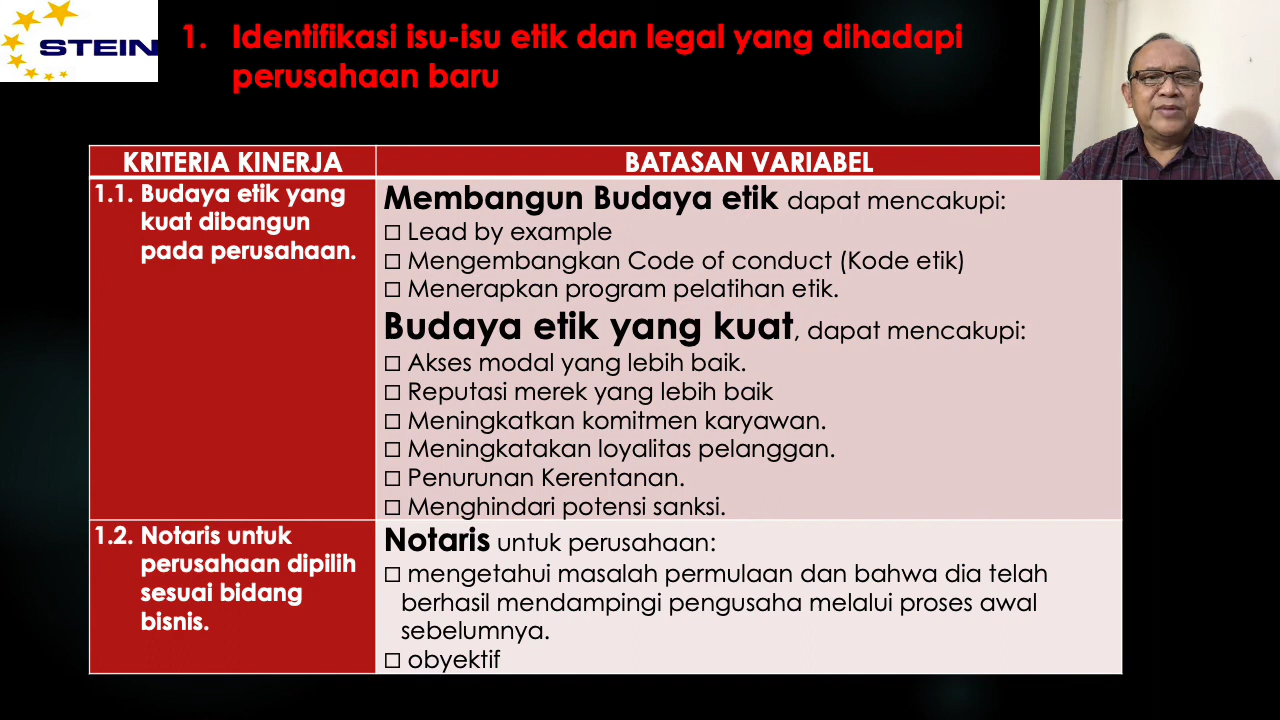 STEIN
1. Identifikasi isu-isu etik dan legal yang dihadapi
perusahaan baru
KRITERIA KINERJA
BATASAN VARIABEL
1.1. Budaya etik yang
kuat dibangun
pada perusahaan.
Membangun Budaya etik dapat mencakupi:
□ Lead by example
□ Mengembangkan Code of conduct (Kode etik)
□ Menerapkan program pelatihan etik.
Budaya etik yang kuat, dapat mencakupi:
□ Akses modal yang lebih baik.
□ Reputasi merek yang lebih baik
□ Meningkatkan komitmen karyawan.
□ Meningkatakan loyalitas pelanggan.
□ Penurunan Kerentanan.
□ Menghindari potensi sanksi.
1.2. Notaris untuk
perusahaan dipilih
sesuai bidang
bisnis.
Notaris untuk perusahaan:
□ mengetahui masalah permulaan dan bahwa dia telah
berhasil mendampingi pengusaha melalui proses awal
sebelumnya.
□ obyektif